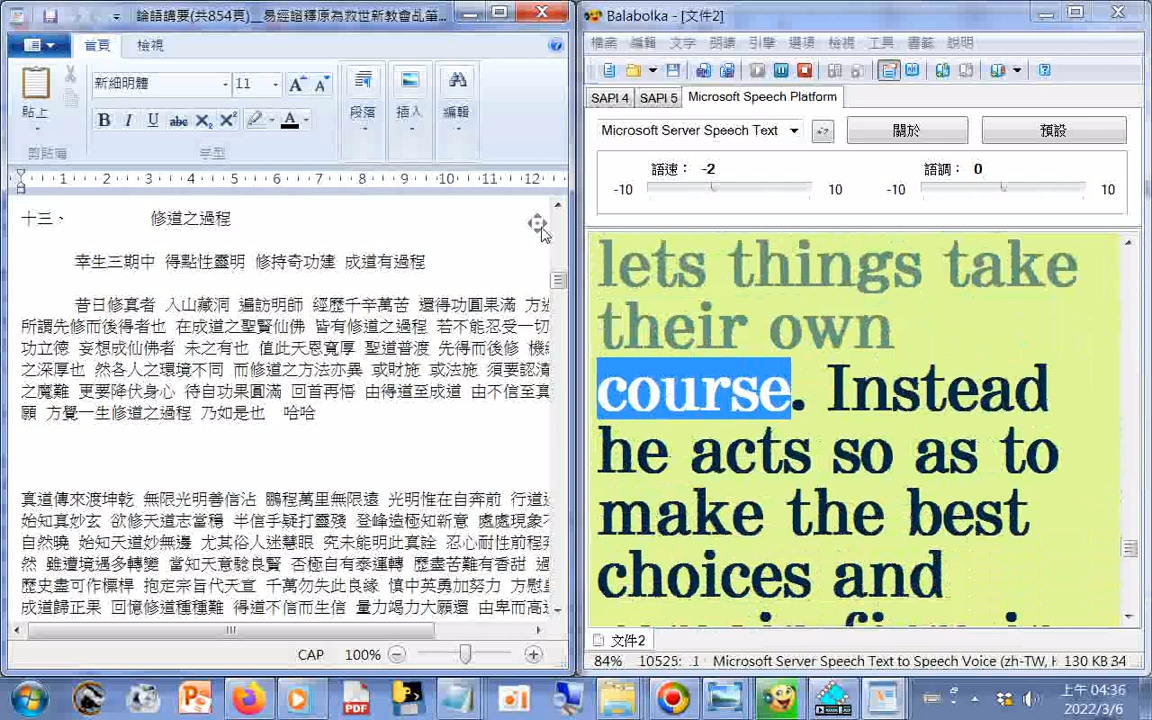 論語講要(共854頁)__易經證釋原為救世新教會乩筆...
首頁
檢視
貼上
剪貼簿
新細明體
11
字型
段落
插入
編輯
1 2 3 4 5 6 7 8 9 10 11 12
十三、 修道之過程
幸生三期中 得點性靈明 修持奇功建 成道有過程
昔日修真者 入山藏洞 遍訪明師 經歷千辛萬苦 還得功圓果滿 方
所謂先修而後得者也 在成道之聖賢仙佛 皆有修道之過程 若不能忍受一切
功立德 妄想成仙佛者 未之有也 值此天恩寬厚 聖道普渡 先得而後修 機
之深厚也 然各人之環境不同 而修道之方法亦異 或財施 或法施 須要認清
之魔難 更要降伏身心 待自功果圓滿 回首再悟 由得道至成道 由不信至真
願 方覺一生修道之過程 乃如是也 哈哈
真道傳來渡坤乾 無限光明善信沾 鵬程萬里無限遠 光明惟在自奔前 行道
始知真妙玄 欲修天道志當穩 半信乎疑打靈殘 登峰造極知新意 處處現象
自然曉 始知天道妙無邊 尤其俗人迷慧眼 究未能明此真詮 忍心耐性前程
然 雖遭境遇多轉變 當知天意驗良賢 否極自有泰運轉 歷盡苦難有香甜
歷史盡可作標桿 抱定宗旨代天宣 千萬勿失此良緣 慎中英勇加努力 方慰
成道歸正果 回憶修道種種難 得道不信而生信 量力竭力大願還 由卑而高
CAP 100%
Balabolka - [文件2]
檔案 編輯 文字 朗讀 引擎 選項 檢視 工具 書籤 說明
SAPI 4 SAPI 5 Microsoft Speech Platform
Microsoft Server Speech Text
關於
預設
語速： -2
-10 10
語調： 0
-10 10
lets things take
their own
course. Instead
he acts so as to
make the best
choices and
文件2
84% 10525: .1 Microsoft Server Speech Text to Speech Voice (zh-TW, H 130 KB 34
上午 04:36
2022/3/6